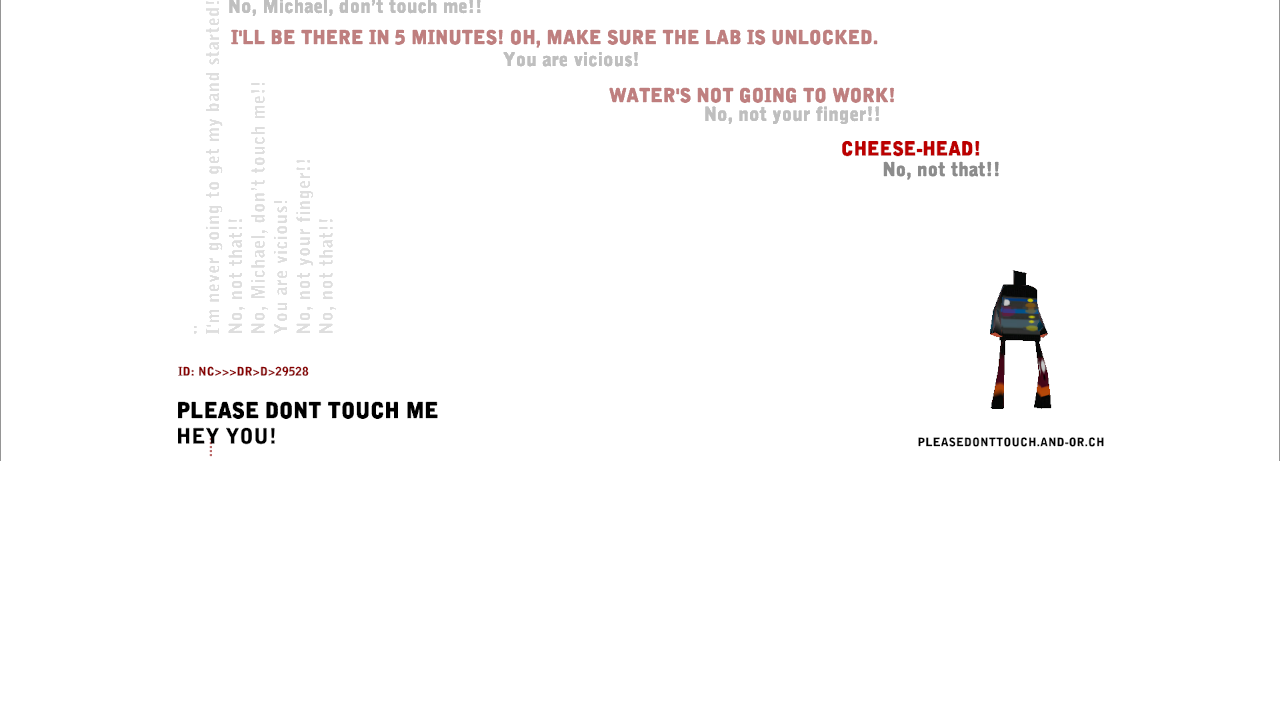 No, Michael, don't touch me!!
I'LL BE THERE IN 5 MINUTES! OH, MAKE SURE THE LAB IS UNLOCKED.
You are vicious!
WATER'S NOT GOING TO WORK!
No, not your finger!!
CHEESE-HEAD!
No, not that!!
I'm never going to get my band started!
No, not that!!
No, Michael, don't touch me!!
You are vicious!
No, not your finger!!
No, not that!!
ID: NC>>>DR>D>29528
PLEASE DONT TOUCH ME
HEY YOU!
PLEASEDONTTOUCH.AND-OR.CH